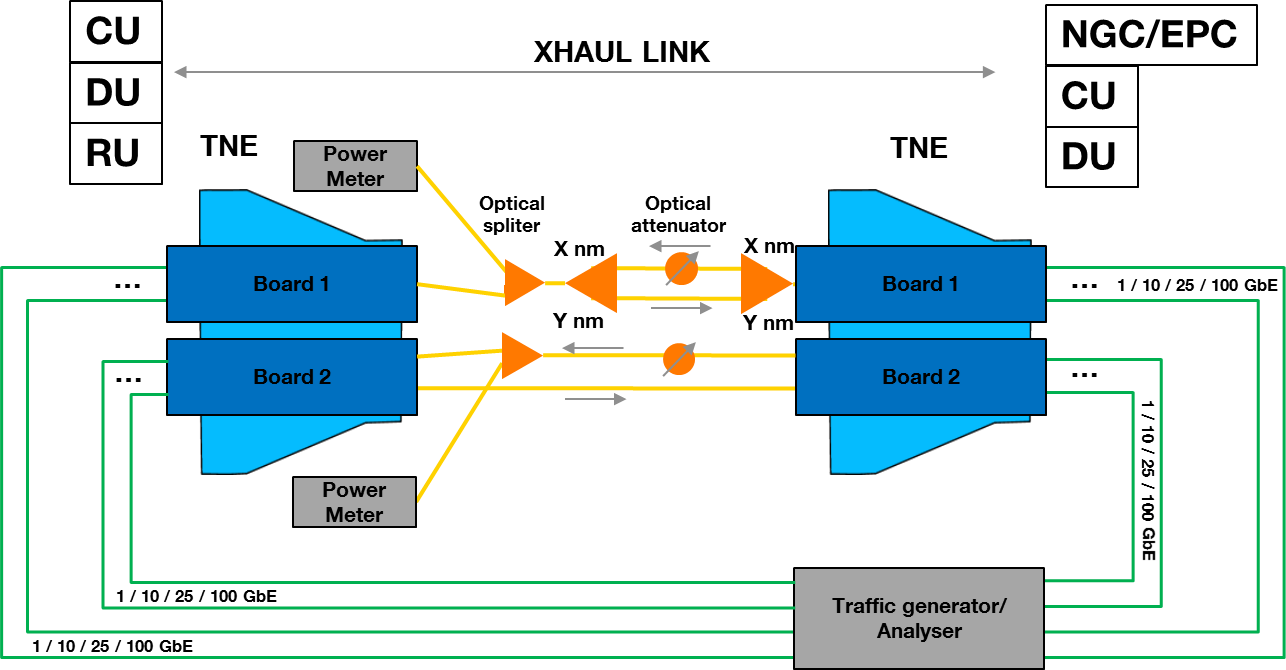 CU
DU
RU
XHAUL LINK
NGC/EPC
CU
DU
TNE
TNE
Power
Meter
Optical
spliter
Optical
attenuator
X nm
X nm
Board 1
Board 1
...
...
1 / 10 / 25 / 100 GbE
Y nm
Y nm
Board 2
Board 2
...
...
1 / 10 / 25 / 100 GbE
Power
Meter
1 / 10 / 25 / 100 GbE
Traffic generator/
Analyser
1 / 10 / 25 / 100 GbE